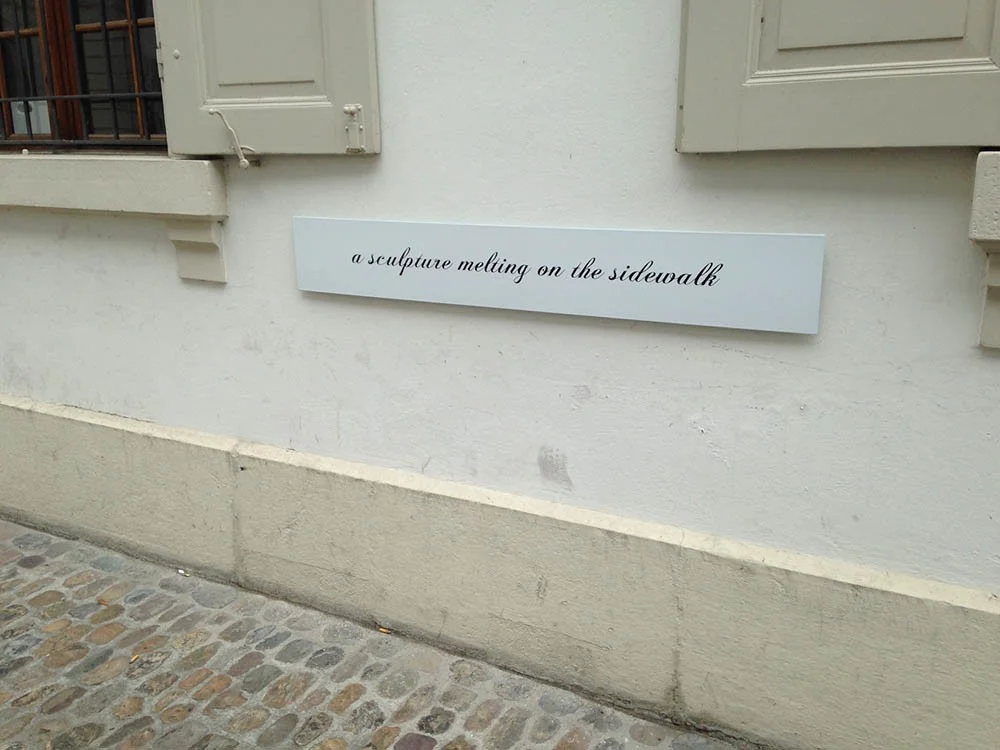 a sculpture melting on the sidewalk